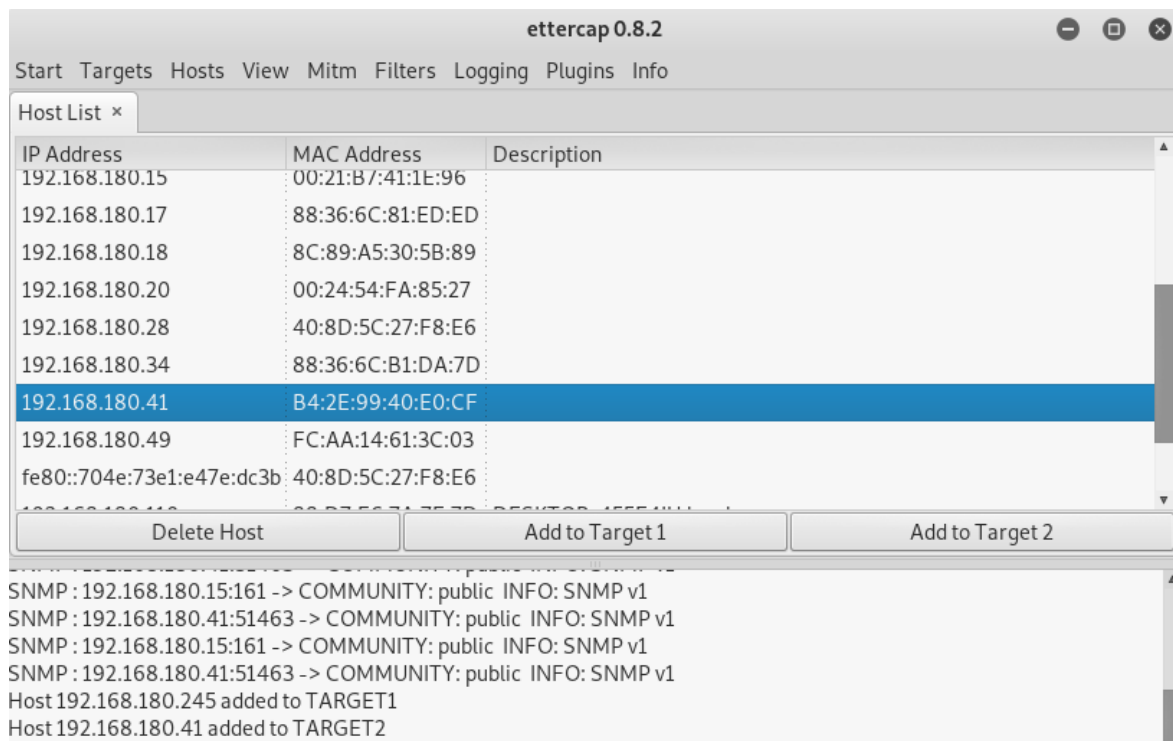 ettercap 0.8.2
Start Targets Hosts View Mitm Filters Logging Plugins Info
Host List ×
IP Address MAC Address Description
192.168.180.15 00:21:B7:41:1E:96
192.168.180.17 88:36:6C:81:ED:ED
192.168.180.18 8C:89:A5:30:5B:89
192.168.180.20 00:24:54:FA:85:27
192.168.180.28 40:8D:5C:27:F8:E6
192.168.180.34 88:36:6C:B1:DA:7D
192.168.180.41 B4:2E:99:40:E0:CF
192.168.180.49 FC:AA:14:61:3C:03
fe80::704e:73e1:e47e:dc3b 40:8D:5C:27:F8:E6
Delete Host Add to Target 1 Add to Target 2
SNMP : 192.168.180.15:161 -> COMMUNITY: public INFO: SNMP v1
SNMP : 192.168.180.41:51463 -> COMMUNITY: public INFO: SNMP v1
SNMP : 192.168.180.15:161 -> COMMUNITY: public INFO: SNMP v1
SNMP : 192.168.180.41:51463 -> COMMUNITY: public INFO: SNMP v1
Host 192.168.180.245 added to TARGET1
Host 192.168.180.41 added to TARGET2